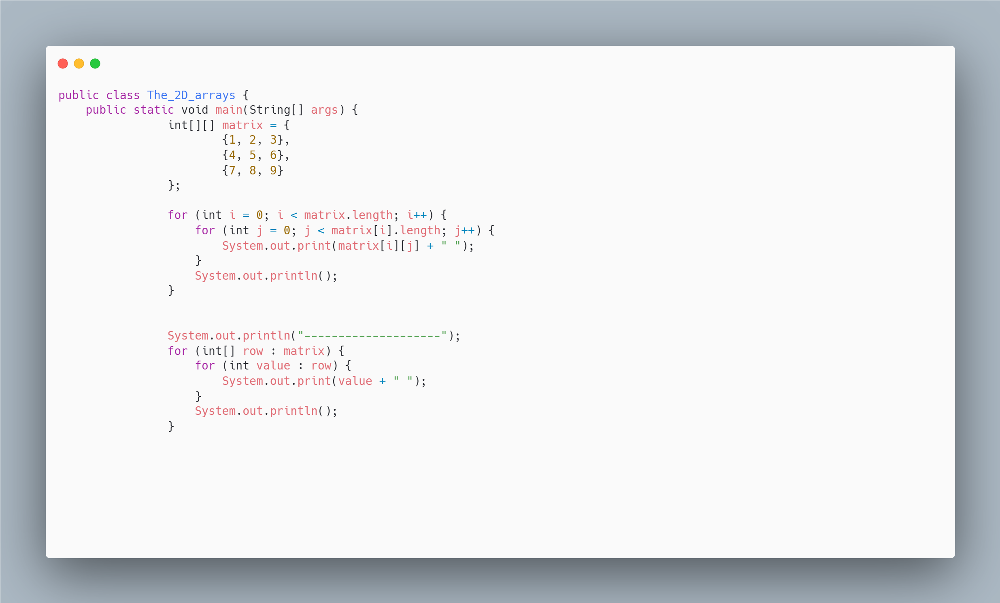 public class The_2D_arrays {
    public static void main(String[] args) {
                int[][] matrix = {
                        {1, 2, 3},
                        {4, 5, 6},
                        {7, 8, 9}
                };

                for (int i = 0; i < matrix.length; i++) {
                    for (int j = 0; j < matrix[i].length; j++) {
                        System.out.print(matrix[i][j] + " ");
                    }
                    System.out.println();
                }


                System.out.println("--------------------");
                for (int[] row : matrix) {
                    for (int value : row) {
                        System.out.print(value + " ");
                    }
                    System.out.println();
                }